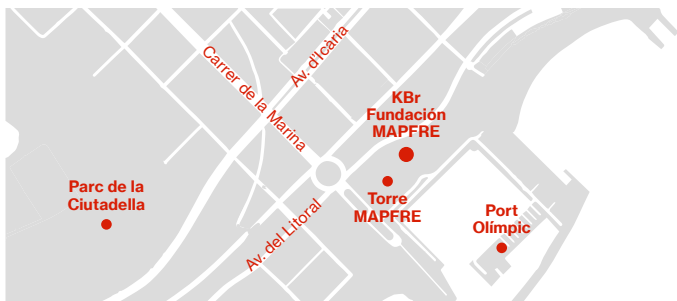 Carrer de la Marina
Av. d'Icària
KBr
Fundación
MAPFRE
Parc de la
Ciutadella
Torre
MAPFRE
Av. del Litoral
Port
Olímpic